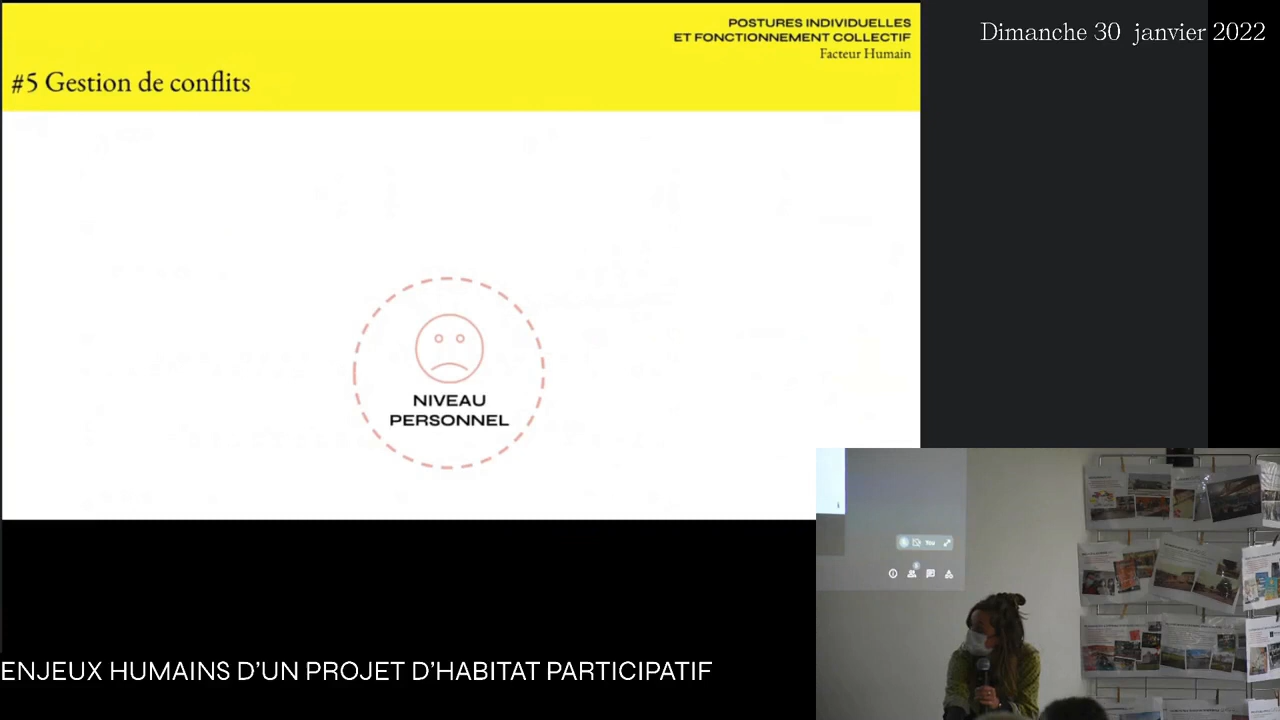 POSTURES INDIVIDUELLES
ET FONCTIONNEMENT COLLECTIF
Facteur Humain
#5 Gestion de conflits
Dimanche 30 janvier 2022
NIVEAU
PERSONNEL
You
ENJEUX HUMAINS D'UN PROJET D'HABITAT PARTICIPATIF